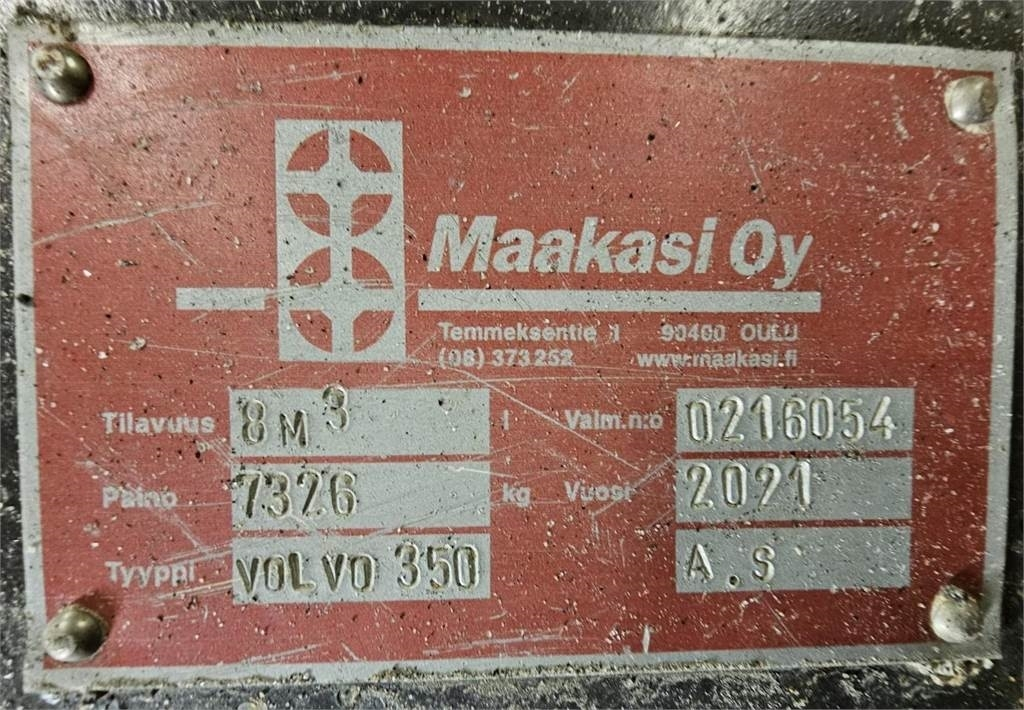 Maakasi Oy
Temmeksentie 1 90400 OULU
(08) 373 252 www.maakasi.fi
Tilavuus 8 M³ l Valm.n:o 0216054
Paino 7326 kg Vuosi 2021
Tyyppi VOLVO 350 A.S